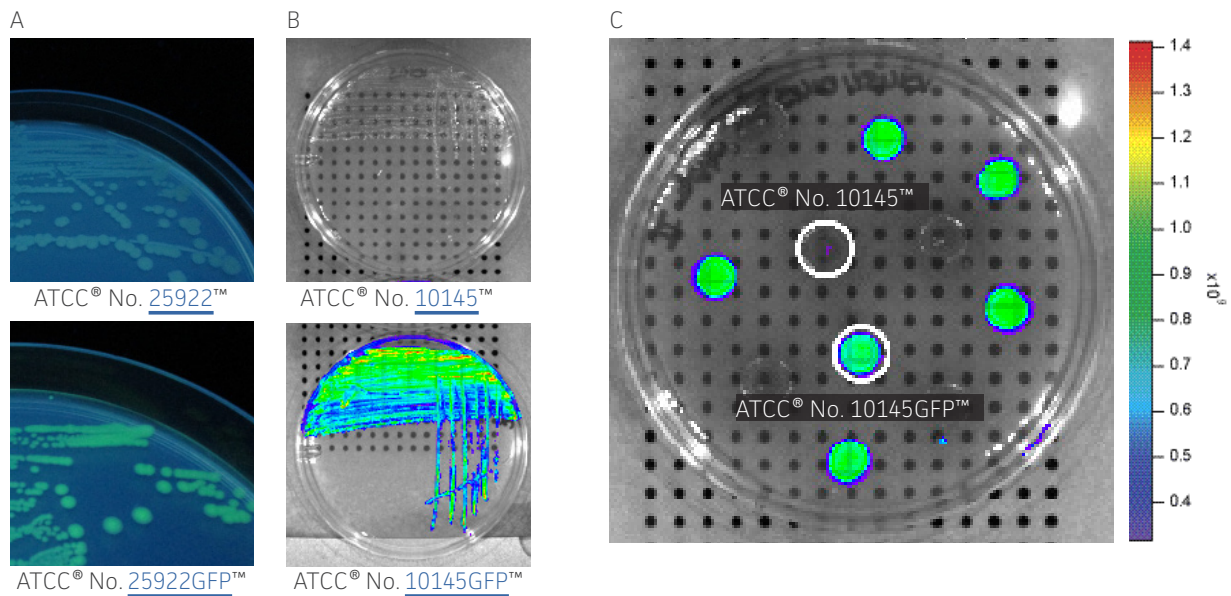 A
B
C
ATCC® No. 25922™
ATCC® No. 10145™
ATCC® No. 25922GFP™
ATCC® No. 10145GFP™
ATCC® No. 10145™
ATCC® No. 10145GFP™
1.4
1.3
1.2
1.1
1.0
0.9
0.8
0.7
0.6
0.5
0.4
x10⁹